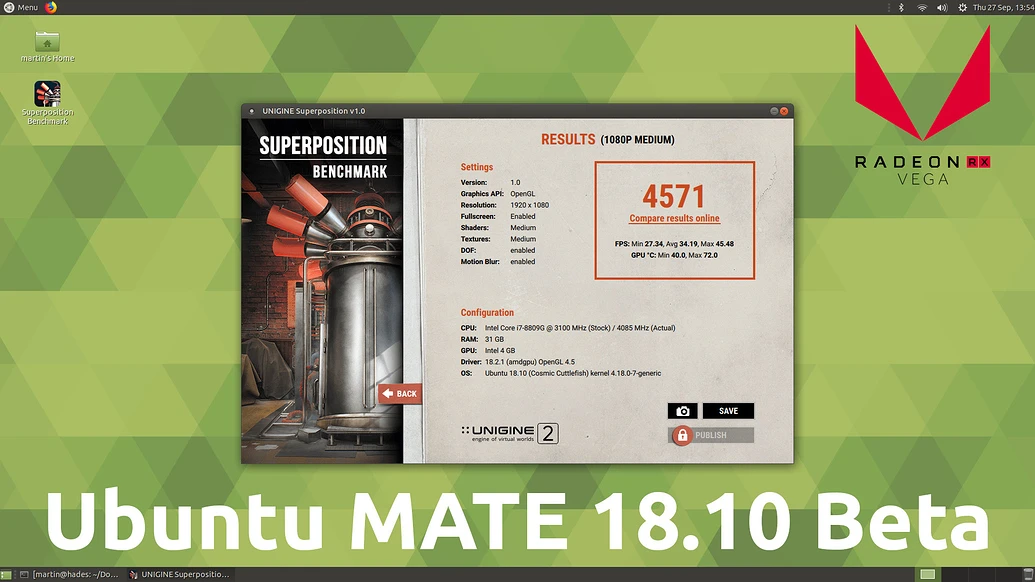 Menu
Thu 27 Sep, 13:54
martin's Home
Superposition
Benchmark
RADEON RX
VEGA
UNIGINE Superposition v1.0
SUPERPOSITION
BENCHMARK
RESULTS (1080P MEDIUM)
Settings
Version: 1.0
Graphics API: OpenGL
Resolution: 1920 x 1080
Fullscreen: Enabled
Shaders: Medium
Textures: Medium
DOF: enabled
Motion Blur: enabled
4571
Compare results online
FPS: Min 27.34, Avg 34.19, Max 45.48
GPU °C: Min 40.0, Max 72.0
Configuration
CPU: Intel Core i7-8809G @ 3100 MHz (Stock) / 4085 MHz (Actual)
RAM: 31 GB
GPU: Intel 4 GB
Driver: 18.2.1 (amdgpu) OpenGL 4.5
OS: Ubuntu 18.10 (Cosmic Cuttlefish) kernel 4.18.0-7-generic
BACK
SAVE
PUBLISH
UNIGINE 2
engine of virtual worlds
Ubuntu MATE 18.10 Beta
[martin@hades: ~/Do...
UNIGINE Superpositio...